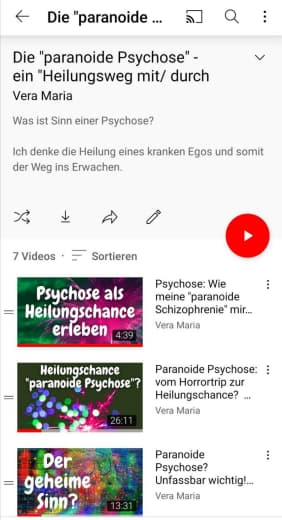 Die "paranoide ...
Die "paranoide Psychose" -
ein "Heilungsweg mit/ durch
Vera Maria
Was ist Sinn einer Psychose?
Ich denke die Heilung eines kranken Egos und somit
der Weg ins Erwachen.
7 Videos · Sortieren
Psychose als
Heilungschance
erleben
4:39
Psychose: Wie
meine "paranoide
Schizophrenie" mir...
Vera Maria
Heilungschance
"paranoide Psychose"?
26:11
Paranoide Psychose:
vom Horrortrip zur
Heilungschance? ...
Vera Maria
Der
geheime
Sinn?
13:31
Paranoide
Psychose?
Unfassbar wichtig!...
Vera Maria